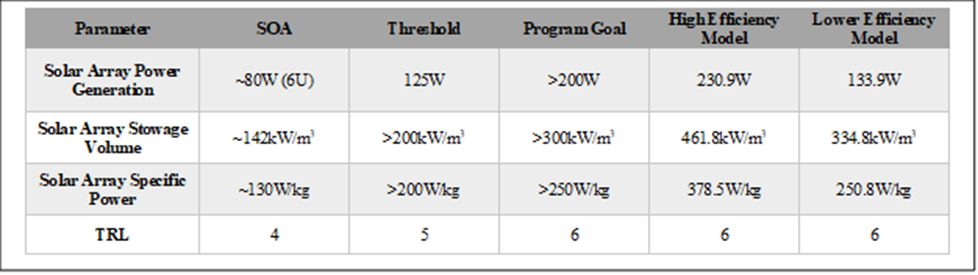 Parameter SOA Threshold Program Goal High Efficiency Model Lower Efficiency Model
Solar Array Power Generation ~80W (6U) 125W >200W 230.9W 133.9W
Solar Array Stowage Volume ~142kW/m³ >200kW/m³ >300kW/m³ 461.8kW/m³ 334.8kW/m³
Solar Array Specific Power ~130W/kg >200W/kg >250W/kg 378.5W/kg 250.8W/kg
TRL 4 5 6 6 6